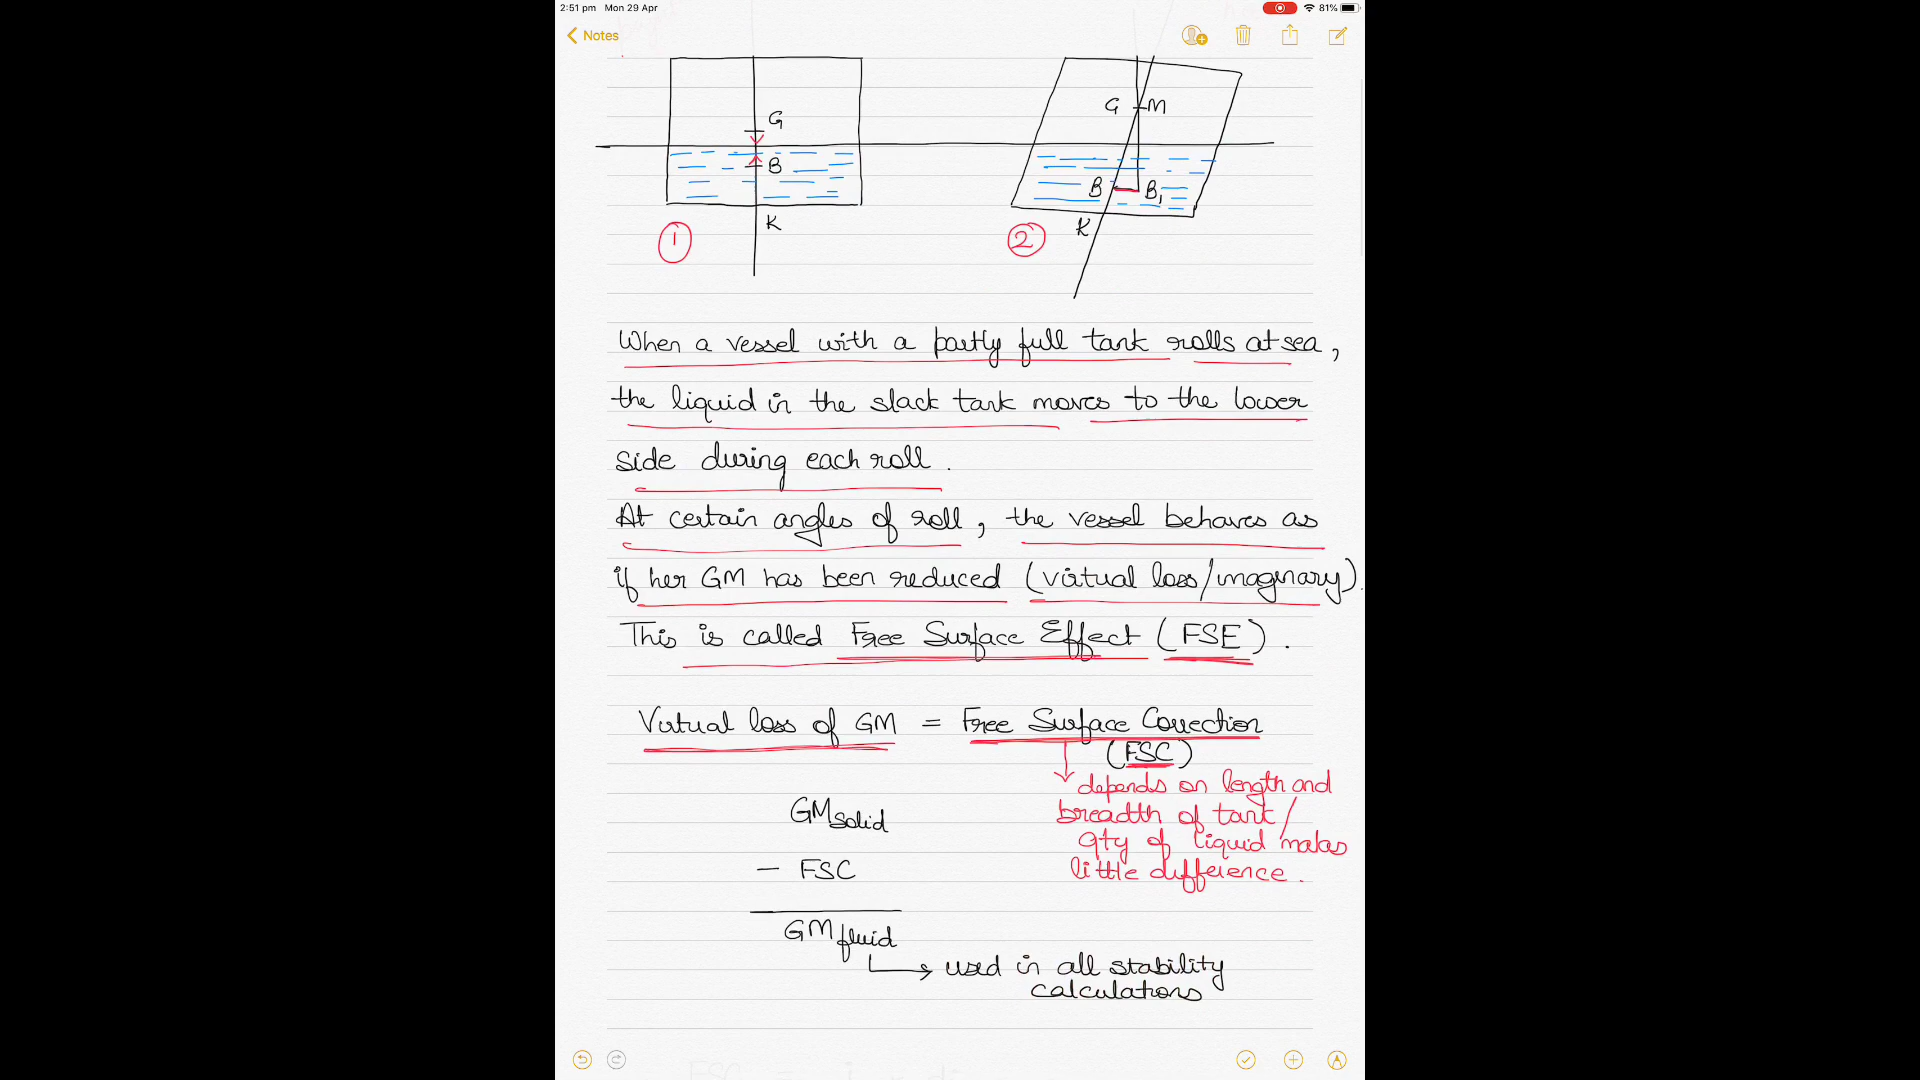 2:51 pm Mon 29 Apr
81%
Notes
G
B
K
1
G M
B B1
K
2
When a vessel with a partly full tank rolls at sea,
the liquid in the slack tank moves to the lower
side during each roll.
At certain angles of roll, the vessel behaves as
if her GM has been reduced (virtual loss/imaginary).
This is called Free Surface Effect (FSE).
Virtual loss of GM = Free Surface Correction
(FSC)
depends on length and
breadth of tank/
qty of liquid makes
little difference.
GM solid
- FSC
GM fluid
used in all stability
calculations